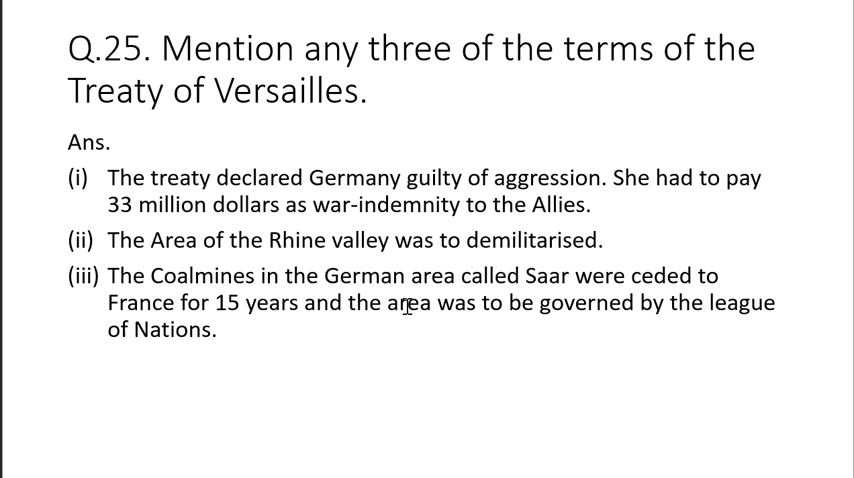 Q.25. Mention any three of the terms of the
Treaty of Versailles.
Ans.
(i) The treaty declared Germany guilty of aggression. She had to pay
33 million dollars as war-indemnity to the Allies.
(ii) The Area of the Rhine valley was to demilitarised.
(iii) The Coalmines in the German area called Saar were ceded to
France for 15 years and the area was to be governed by the league
of Nations.